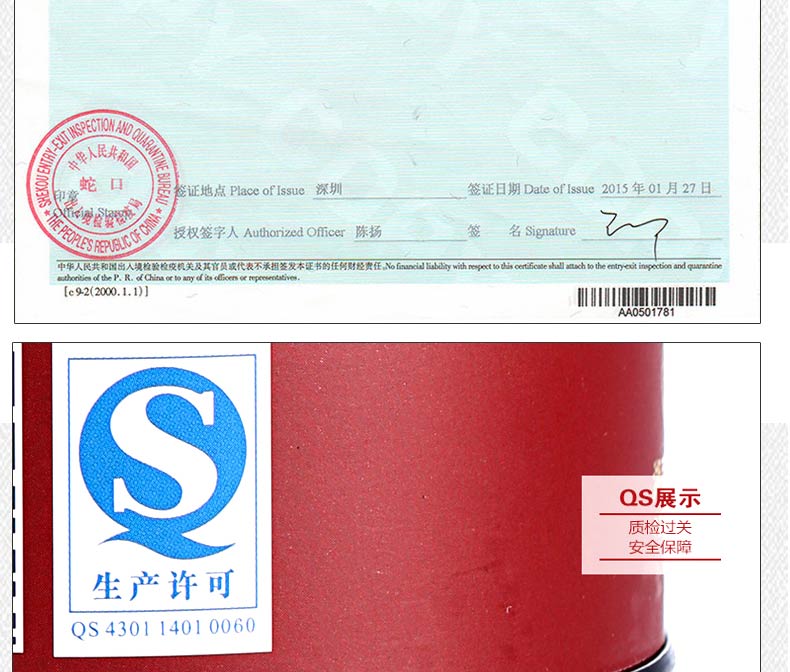 SHEKOU ENTRY-EXIT INSPECTION AND QUARANTINE BUREAU
中华人民共和国
蛇口
出入境检验检疫局
★ THE PEOPLE'S REPUBLIC OF CHINA ★
印章
Official Stamp
签证地点 Place of Issue 深圳 签证日期 Date of Issue 2015 年 01 月 27 日
授权签字人 Authorized Officer 陈扬 签 名 Signature
中华人民共和国出入境检验检疫机关及其官员或代表不承担签发本证书的任何财经责任。No financial liability with respect to this certificate shall attach to the entry-exit inspection and quarantine
authorities of the P. R. of China or to any of its officers or representatives.
[c 9-2(2000.1.1)]
AA0501781
生产许可
QS 4301 1401 0060
QS展示
质检过关
安全保障